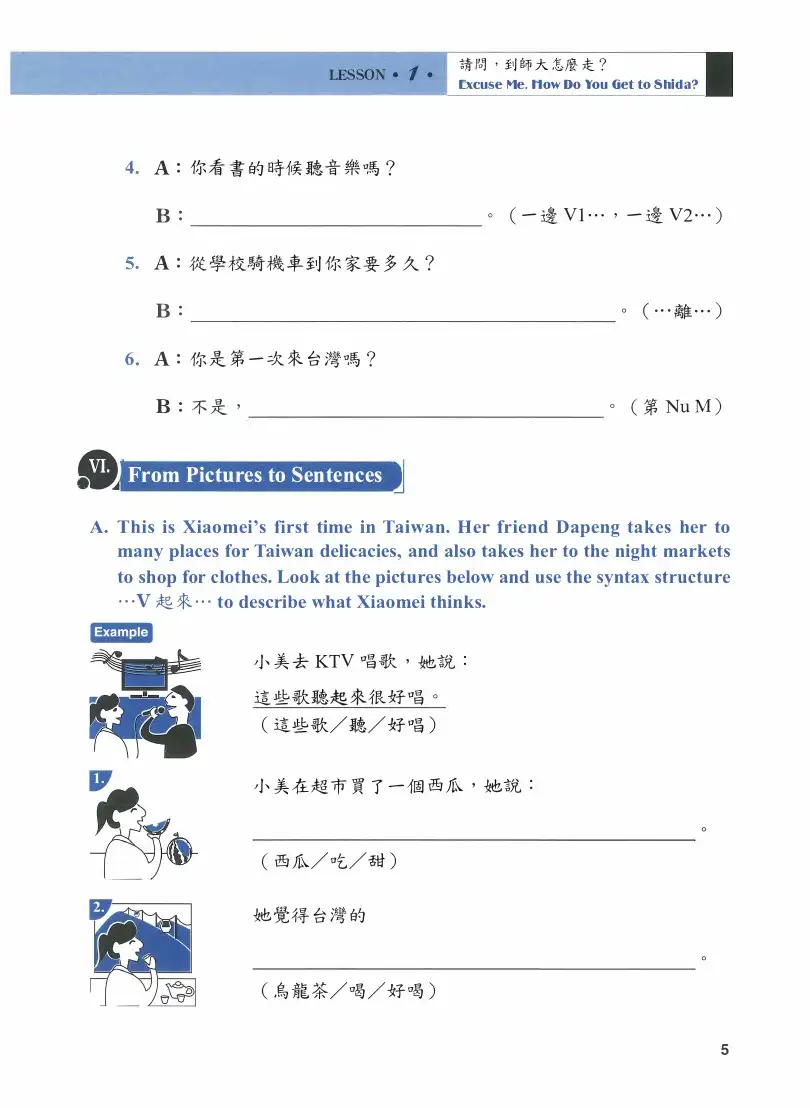 LESSON • 1 •
請問，到師大怎麼走？
Excuse Me. How Do You Get to Shida?
4. A：你看書的時候聽音樂嗎？
B：。（一邊 V1⋯，一邊 V2⋯）
5. A：從學校騎機車到你家要多久？
B：。（⋯離⋯）
6. A：你是第一次來台灣嗎？
B：不是，。（第 Nu M）
VI. From Pictures to Sentences
A. This is Xiaomei's first time in Taiwan. Her friend Dapeng takes her to
many places for Taiwan delicacies, and also takes her to the night markets
to shop for clothes. Look at the pictures below and use the syntax structure
⋯V 起來⋯ to describe what Xiaomei thinks.
Example
小美去 KTV 唱歌，她說：
這些歌聽起來很好唱。
（這些歌／聽／好唱）
1.
小美在超市買了一個西瓜，她說：
。
（西瓜／吃／甜）
2.
她覺得台灣的
。
（烏龍茶／喝／好喝）
5